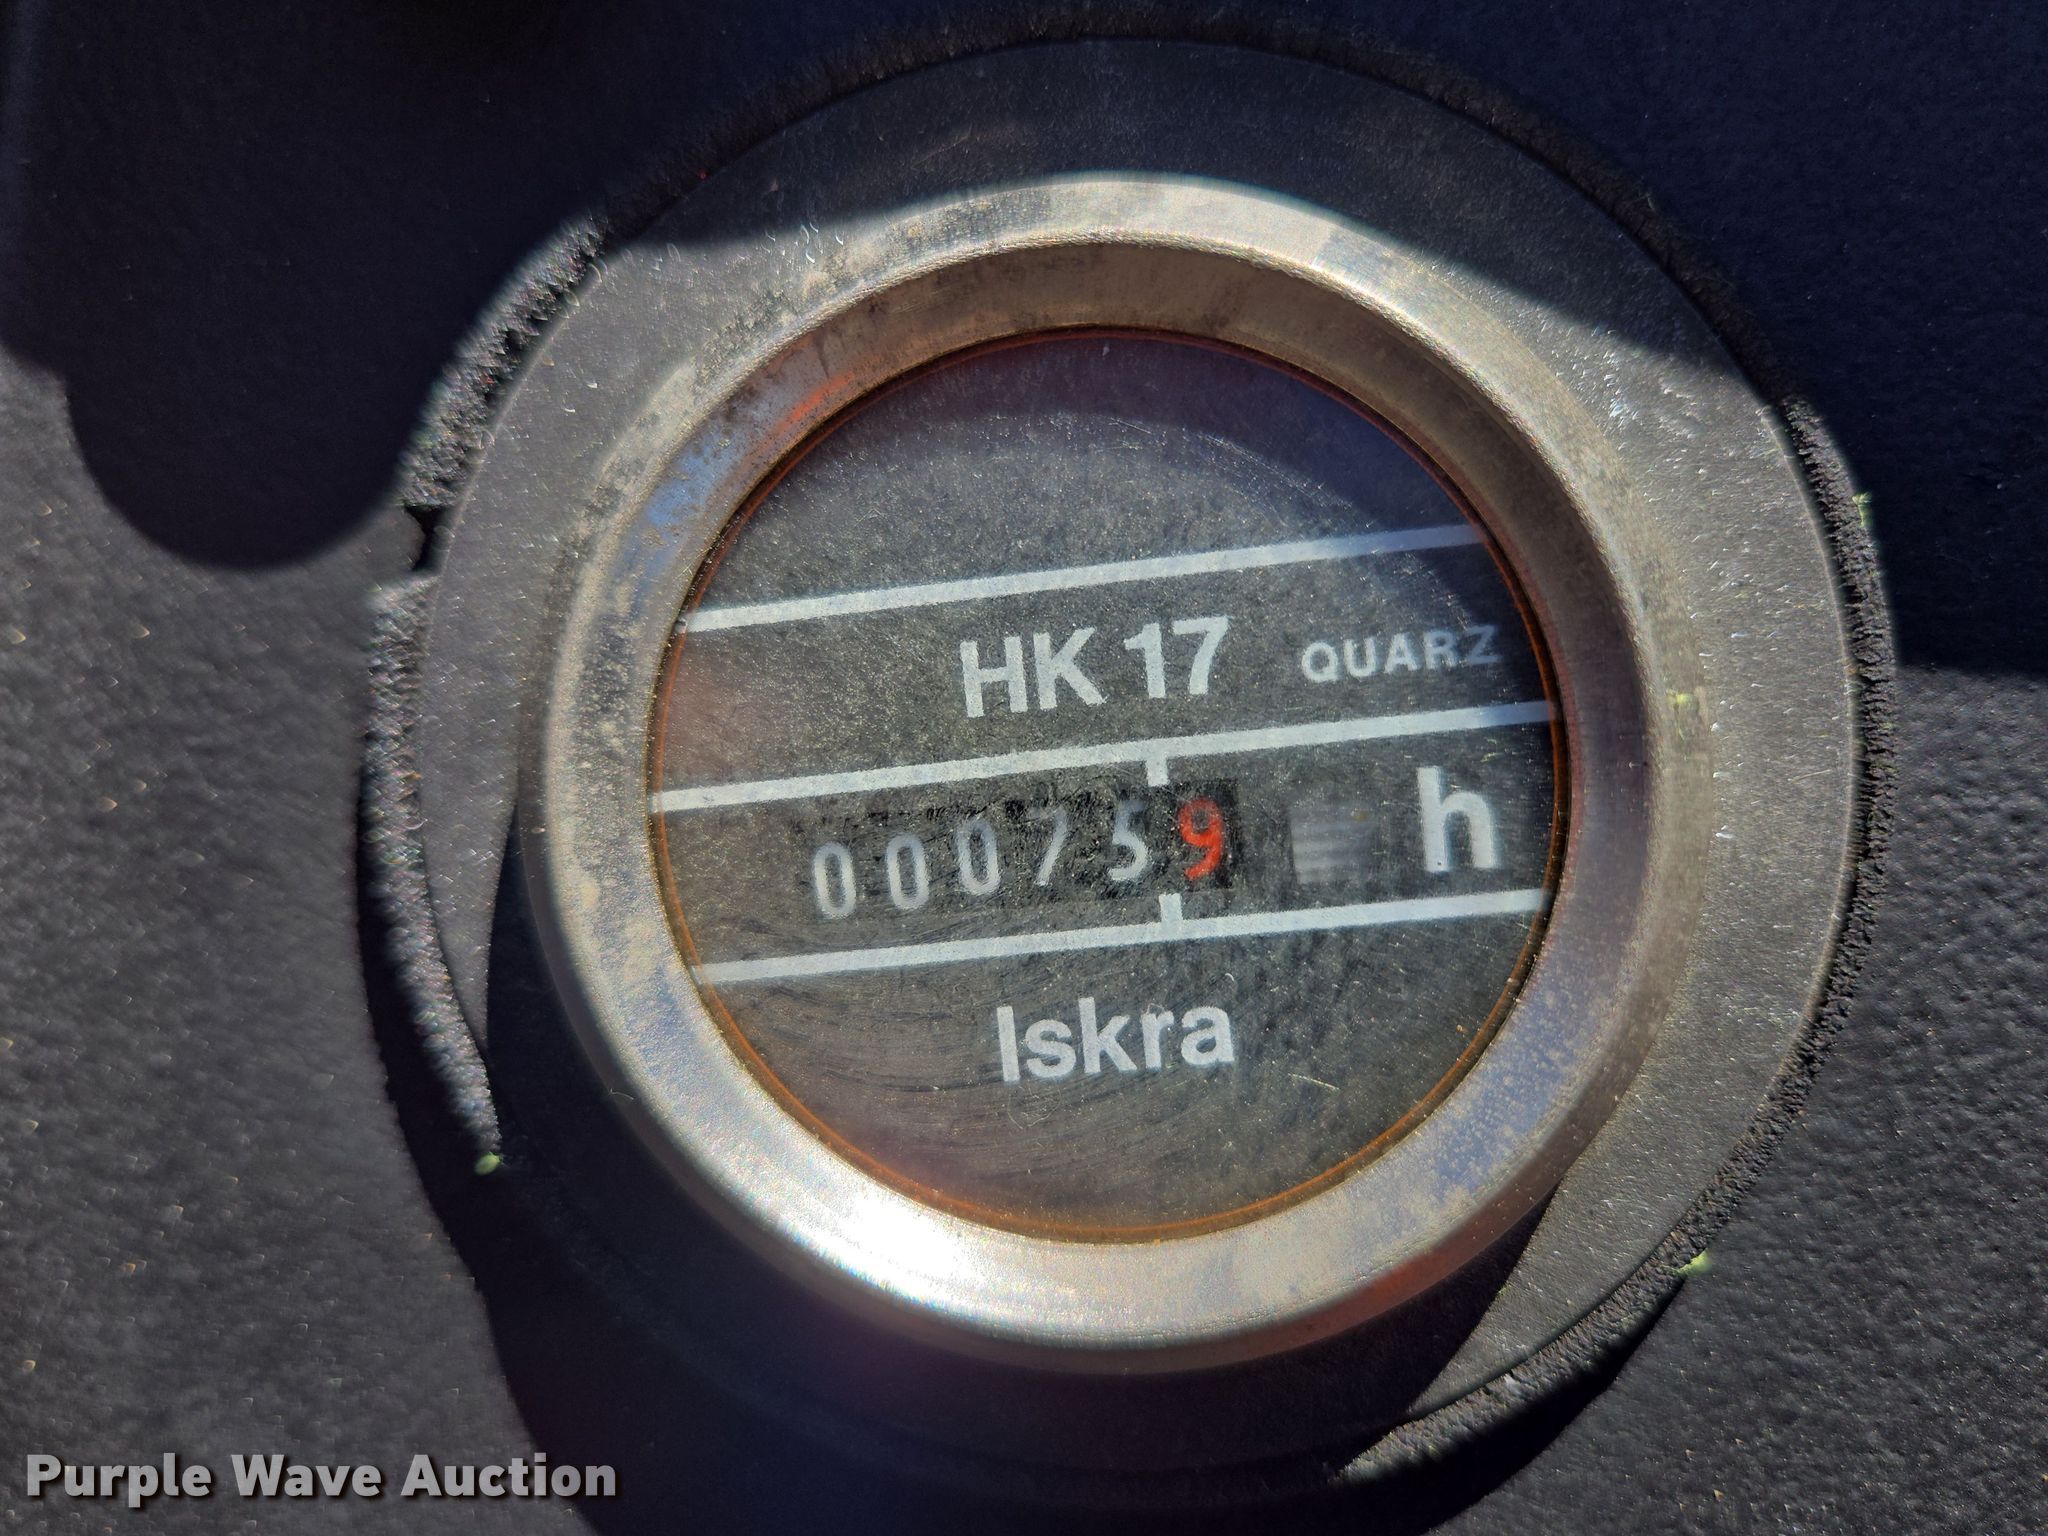 HK 17 QUARZ
000759 h
Iskra
Purple Wave Auction